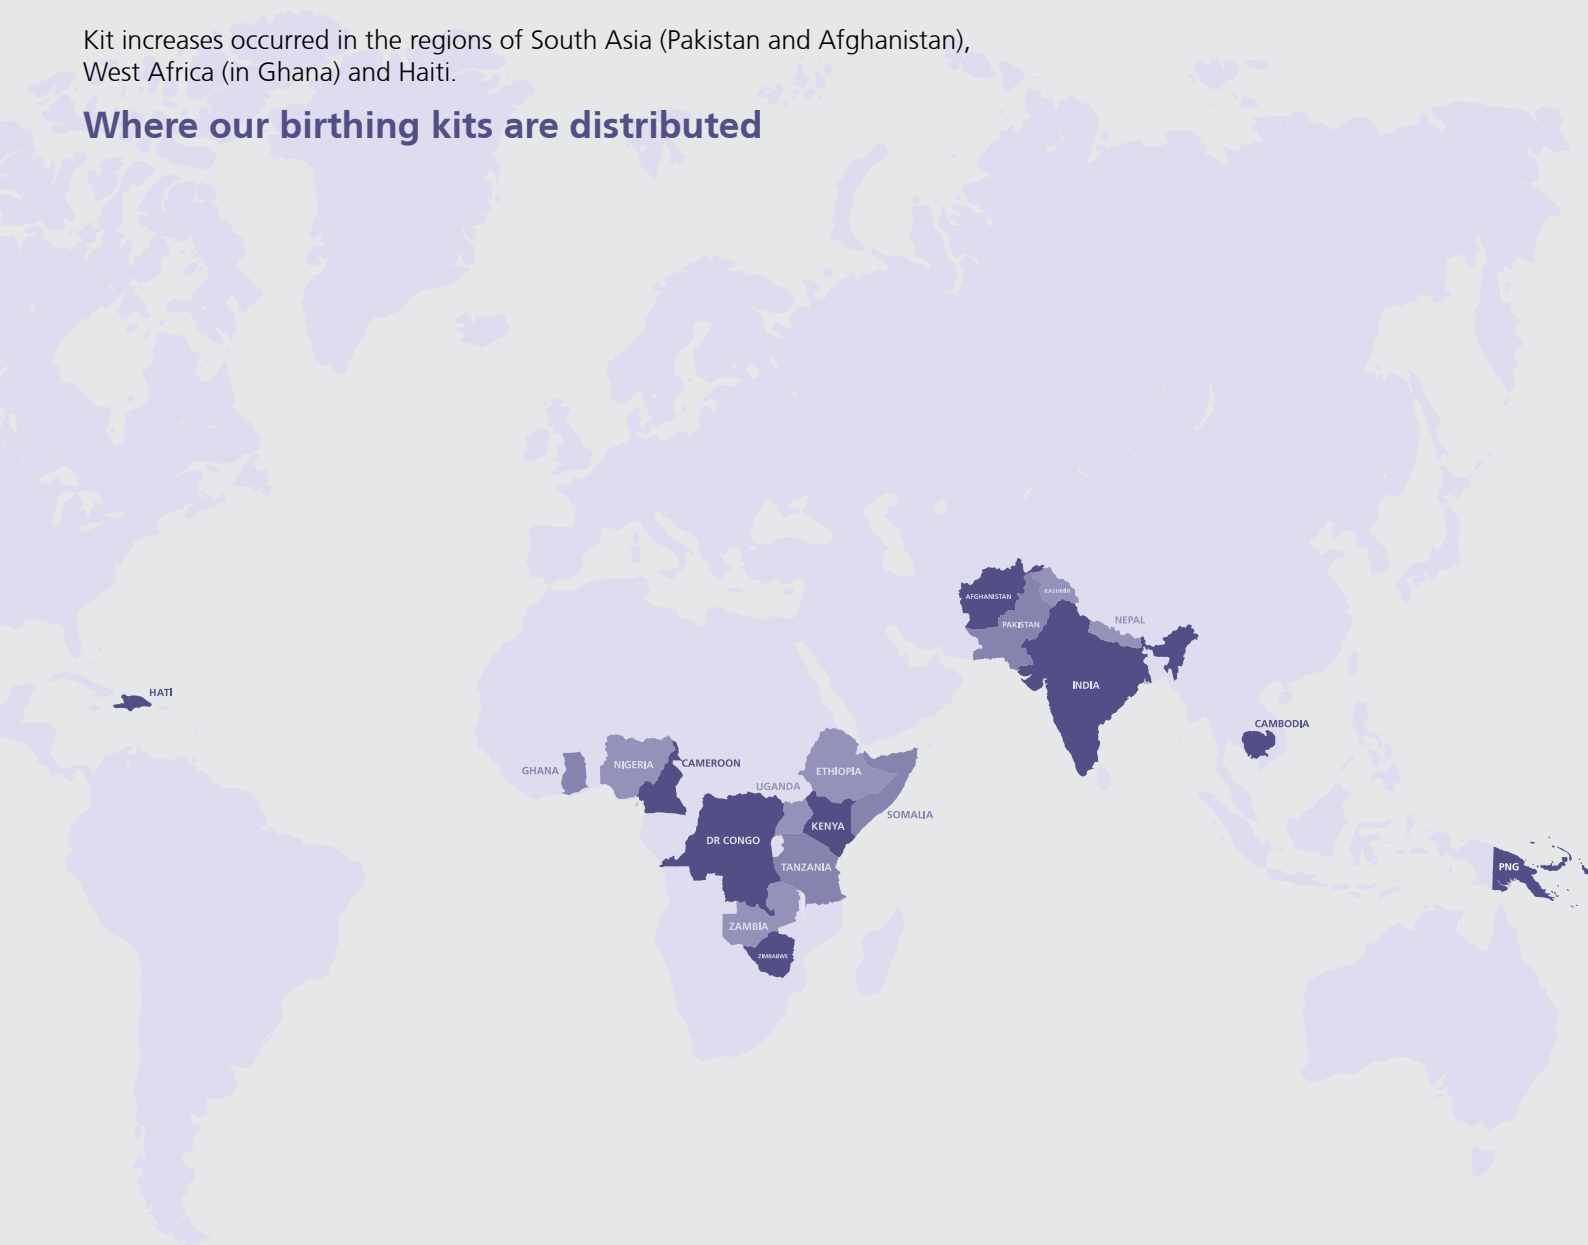 Kit increases occurred in the regions of South Asia (Pakistan and Afghanistan),
West Africa (in Ghana) and Haiti.
Where our birthing kits are distributed
AFGHANISTAN
KASHMIR
PAKISTAN
NEPAL
INDIA
HATI
CAMBODIA
GHANA
NIGERIA
CAMEROON
UGANDA
ETHIOPIA
SOMALIA
KENYA
DR CONGO
TANZANIA
PNG
ZAMBIA
ZIMBABWE